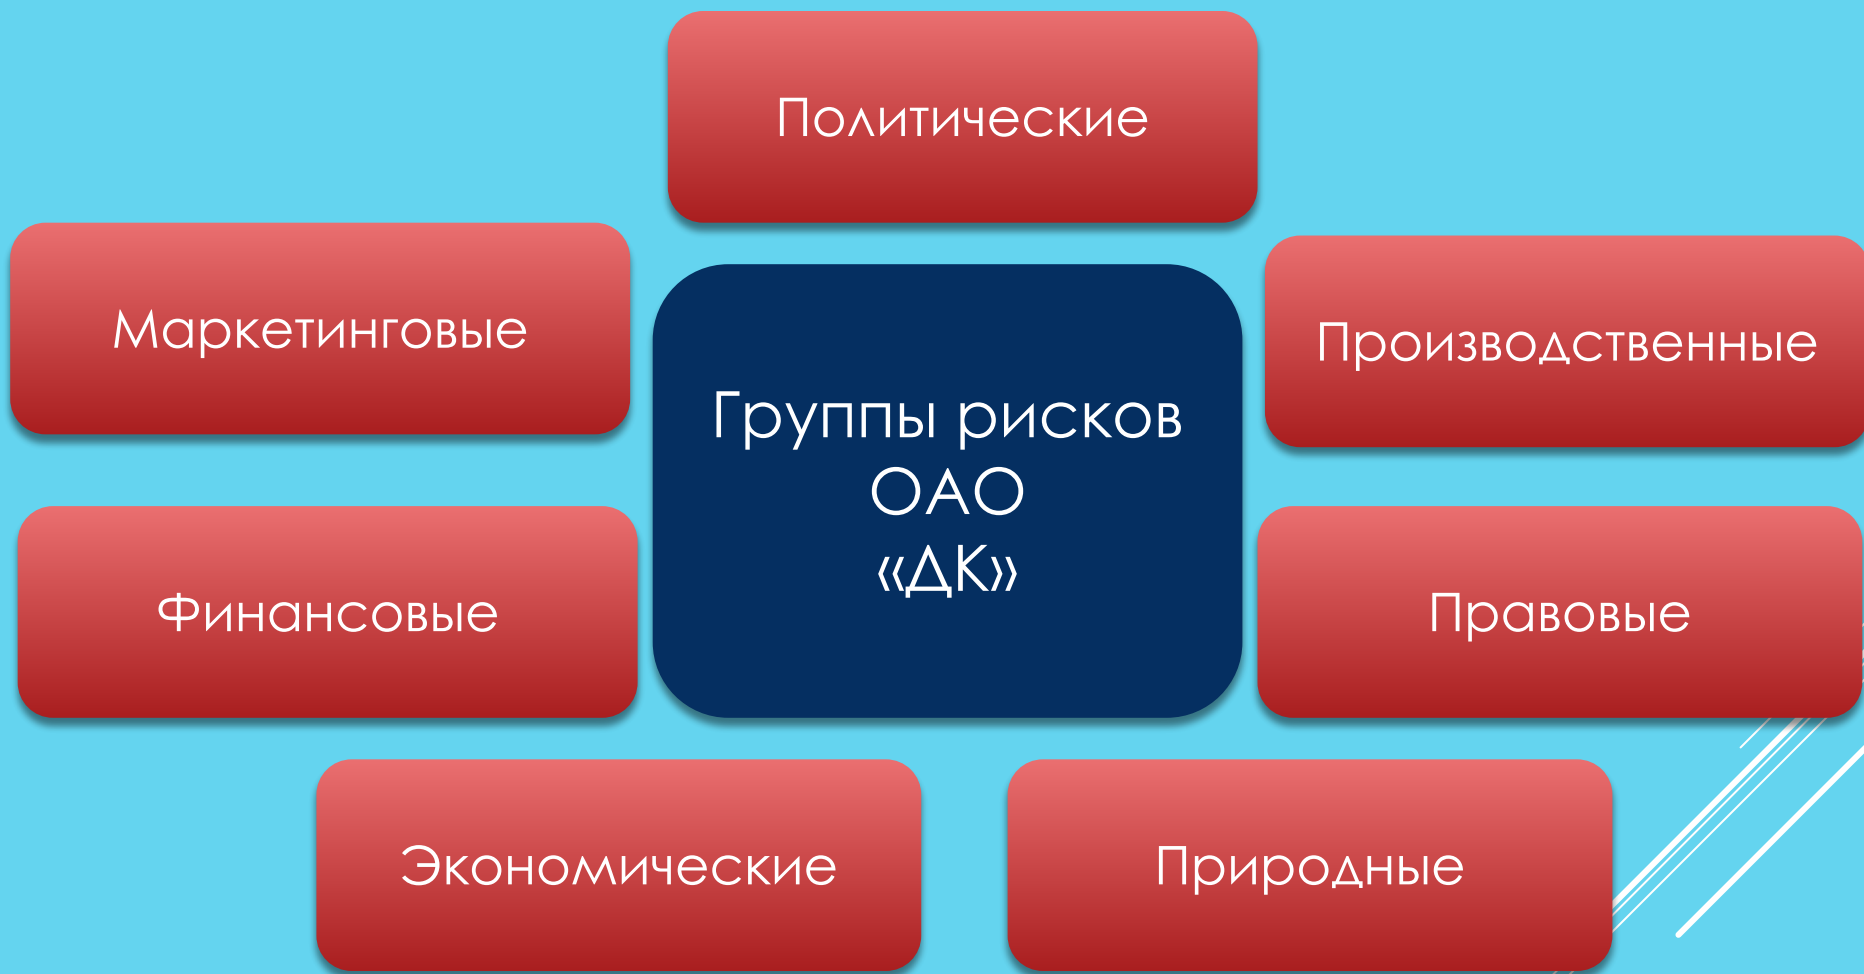 Политические
Маркетинговые
Производственные
Группы рисков
ОАО
«ДК»
Финансовые
Правовые
Экономические
Природные